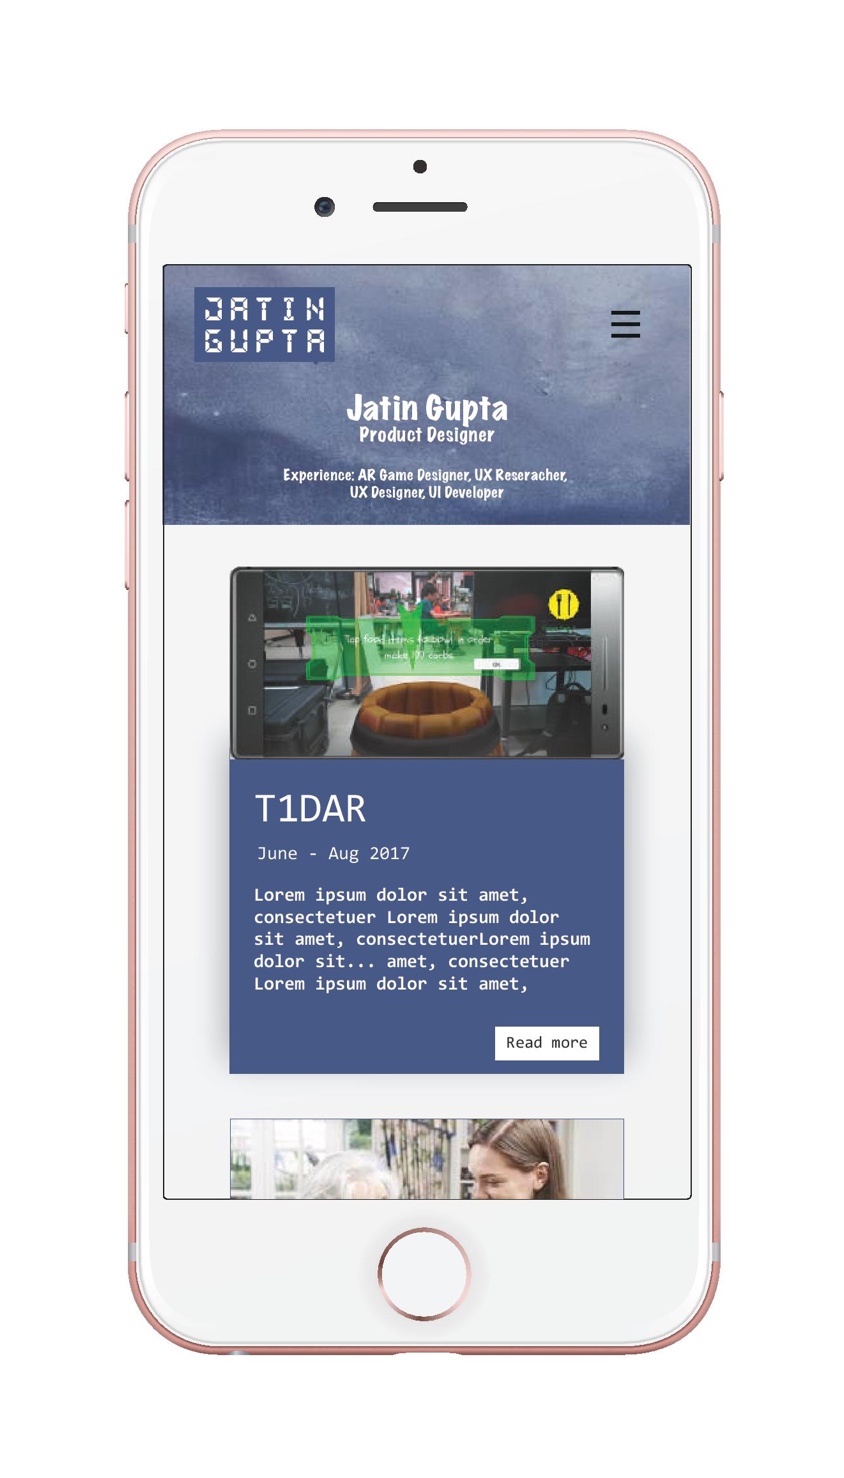 JATIN
GUPTA
Jatin Gupta
Product Designer
Experience: AR Game Designer, UX Reseracher,
UX Designer, UI Developer
Top food items for bowl in order
make 100 carbs
OK
T1DAR
June - Aug 2017
Lorem ipsum dolor sit amet,
consectetuer Lorem ipsum dolor
sit amet, consectetuerLorem ipsum
dolor sit... amet, consectetuer
Lorem ipsum dolor sit amet,
Read more